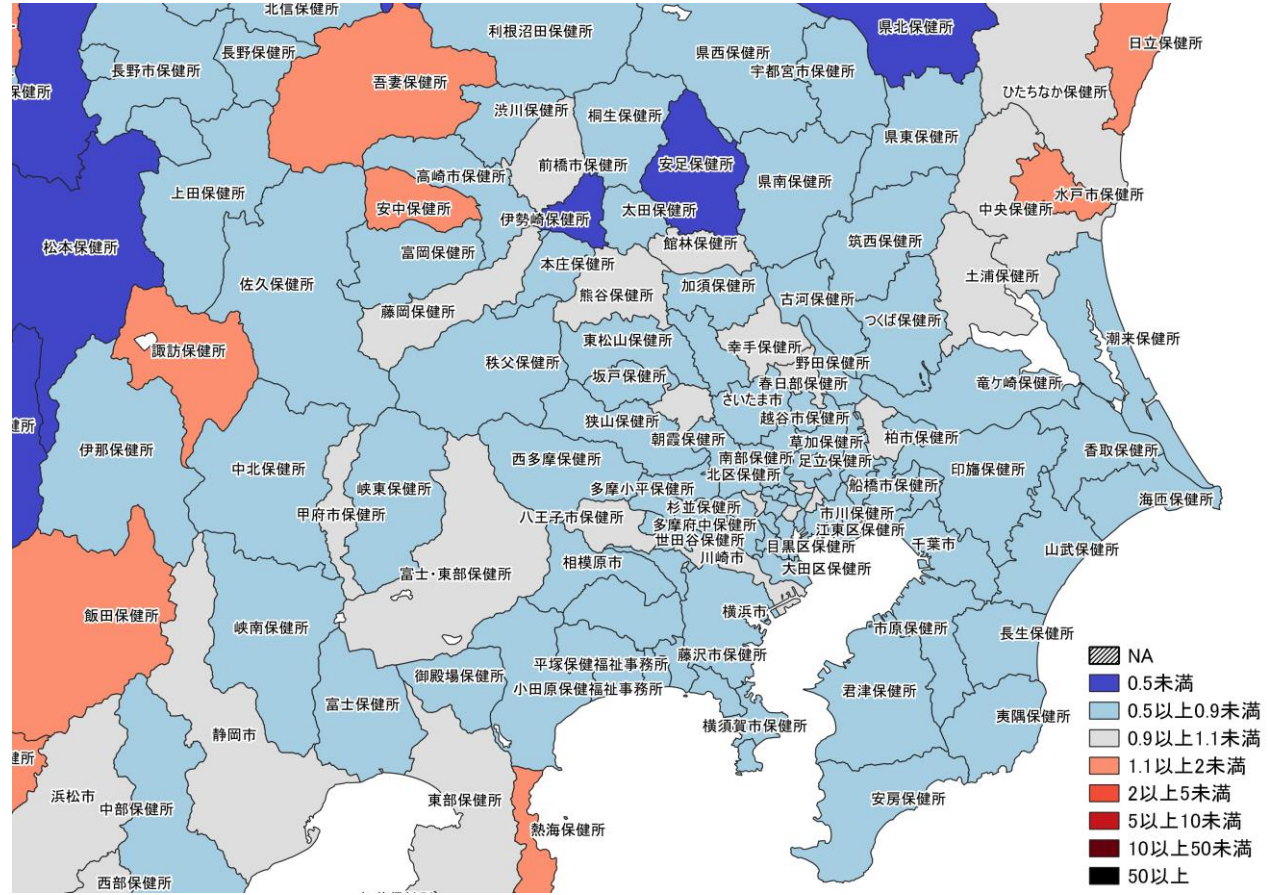 北信保健所
利根沼田保健所
県北保健所
長野保健所
県西保健所
日立保健所
長野市保健所
宇都宮市保健所
吾妻保健所
保健所
ひたちなか保健所
渋川保健所
桐生保健所
県東保健所
前橋市保健所
安足保健所
高崎市保健所
県南保健所
上田保健所
水戸市保健所
安中保健所
太田保健所
中央保健所
伊勢崎保健所
松本保健所
館林保健所
筑西保健所
富岡保健所
本庄保健所
土浦保健所
佐久保健所
加須保健所
熊谷保健所
古河保健所
藤岡保健所
つくば保健所
東松山保健所
潮来保健所
諏訪保健所
幸手保健所
秩父保健所
野田保健所
坂戸保健所
竜ケ崎保健所
春日部保健所
さいたま市
狭山保健所
越谷市保健所
健所
朝霞保健所
草加保健所
柏市保健所
伊那保健所
香取保健所
西多摩保健所
南部保健所
足立保健所
中北保健所
印旛保健所
北区保健所
峡東保健所
多摩小平保健所
船橋市保健所
海匝保健所
杉並保健所
市川保健所
甲府市保健所
八王子市保健所
多摩府中保健所
江東区保健所
世田谷保健所
目黒区保健所
千葉市
山武保健所
川崎市
相模原市
大田区保健所
富士・東部保健所
横浜市
飯田保健所
峡南保健所
市原保健所
長生保健所
藤沢市保健所
御殿場保健所
平塚保健福祉事務所
小田原保健福祉事務所
君津保健所
富士保健所
夷隅保健所
横須賀市保健所
静岡市
健所
浜松市
中部保健所
東部保健所
安房保健所
熱海保健所
西部保健所
NA
0.5未満
0.5以上0.9未満
0.9以上1.1未満
1.1以上2未満
2以上5未満
5以上10未満
10以上50未満
50以上